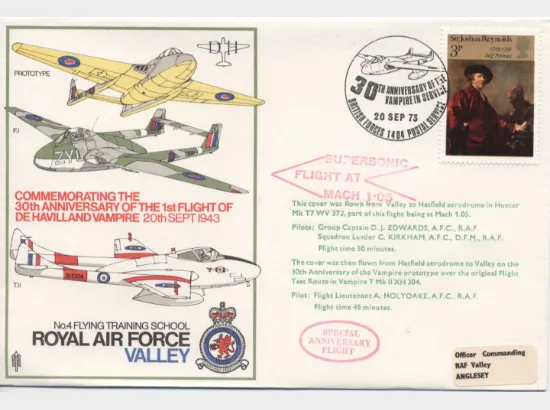 PROTOTYPE
F.I
COMMEMORATING THE
30th ANNIVERSARY OF THE 1st FLIGHT OF
DE HAVILLAND VAMPIRE 20th SEPT 1943
T.11
No.4 FLYING TRAINING SCHOOL
ROYAL AIR FORCE
VALLEY
30TH ANNIVERSARY OF THE
VAMPIRE IN SERVICE
20 SEP 73
BRITISH FORCES 1404 POSTAL SERVICE
Sir Joshua Reynolds
3P
1723-1792
Self Portrait
SUPERSONIC
FLIGHT AT
MACH 1·05
This cover was flown from Valley to Hatfield aerodrome in Hunter
Mk T7 WV 372, part of this flight being at Mach 1.05.
Pilots: Group Captain D. J. EDWARDS, A.F.C., R.A.F.
Squadron Leader C. KIRKHAM, A.F.C., D.F.M., R.A.F.
Flight time 50 minutes.
The cover was then flown from Hatfield aerodrome to Valley on the
30th Anniversary of the Vampire prototype over the original Flight
Test Route in Vampire T Mk II XH 304.
Pilot: Flight Lieutenant A. HOLYOAKE, A.F.C., R.A.F.
Flight time 45 minutes.
SPECIAL
ANNIVERSARY
FLIGHT
Officer Commanding
RAF Valley
ANGLESEY